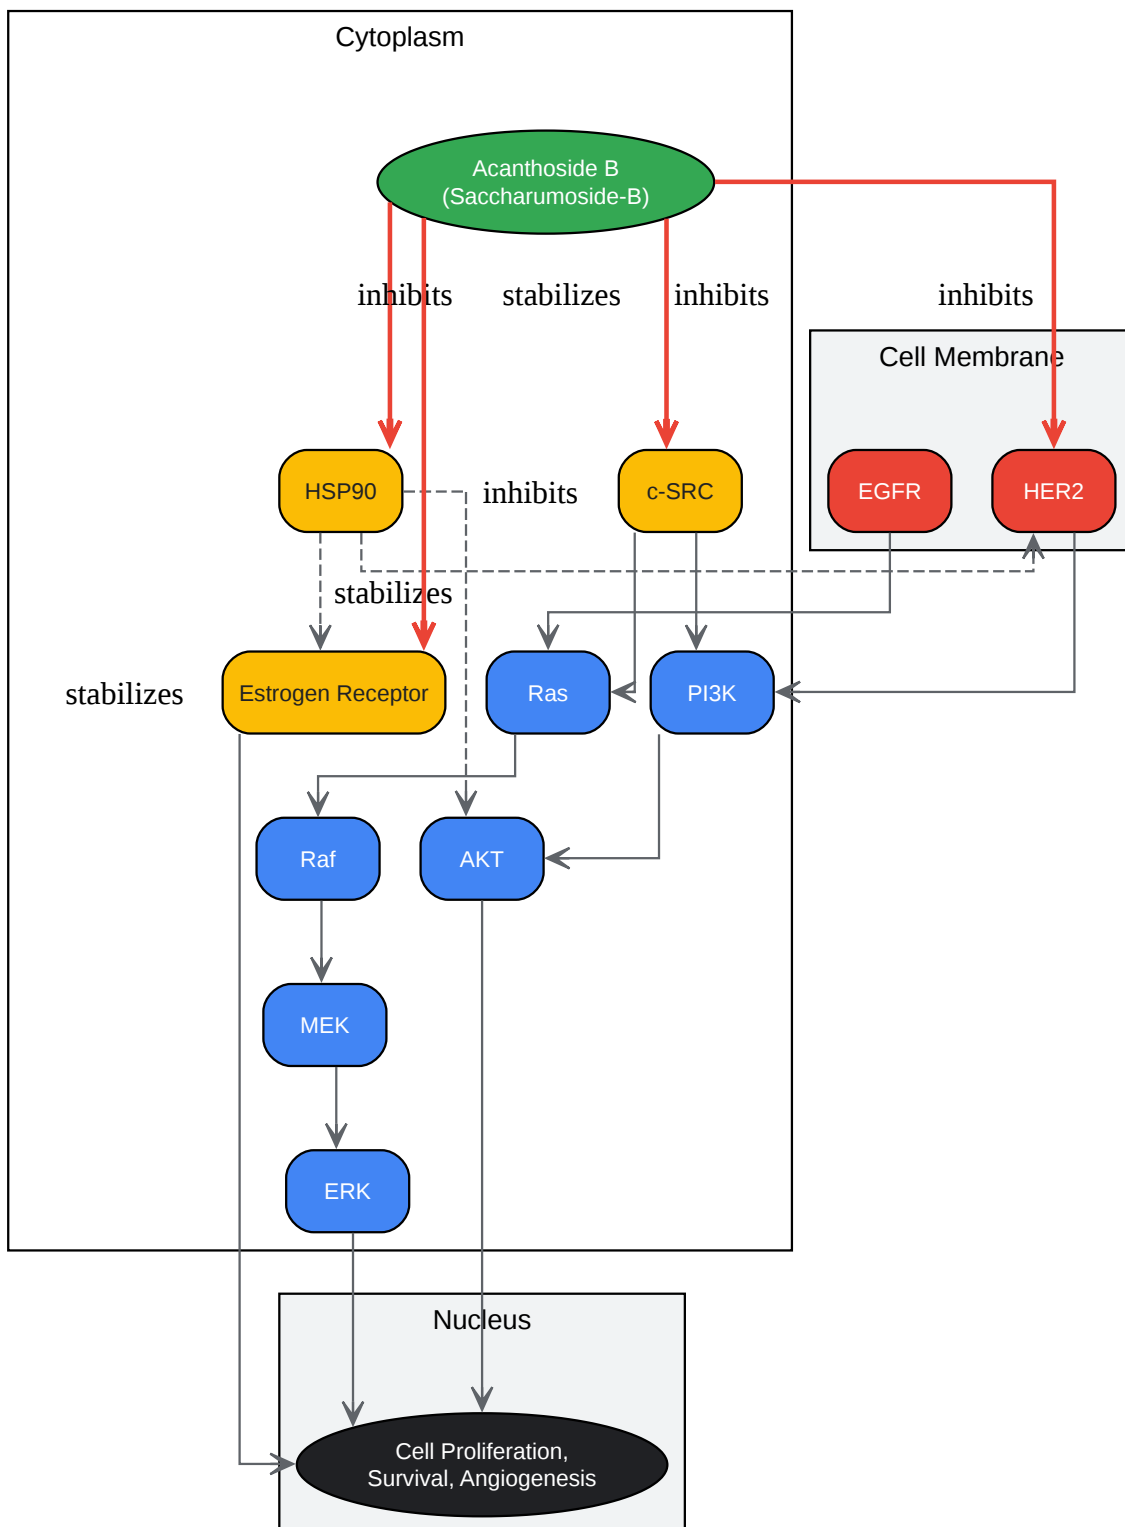 Cytoplasm
Acanthoside B
(Saccharumoside-B)
inhibits
stabilizes
inhibits
inhibits
Cell Membrane
HSP90
inhibits
c-SRC
EGFR
HER2
stabilizes
stabilizes
Estrogen Receptor
Ras
PI3K
Raf
AKT
MEK
ERK
Nucleus
Cell Proliferation,
Survival, Angiogenesis